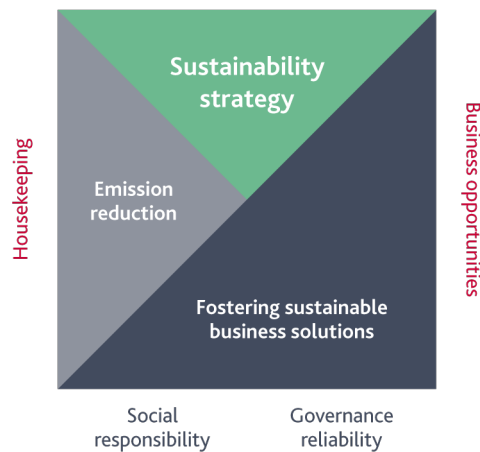 Sustainability
strategy
Housekeeping
Emission
reduction
Business opportunities
Fostering sustainable
business solutions
Social
responsibility
Governance
reliability